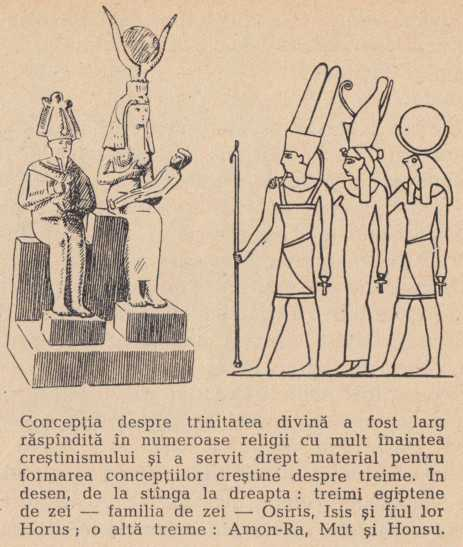 Concepția despre trinitatea divină a fost larg
răspîndită în numeroase religii cu mult înaintea
creștinismului și a servit drept material pentru
formarea concepțiilor creștine despre treime. In
desen, de la stînga la dreapta : treimi egiptene
de zei — familia de zei — Osiris, Isis și fiul lor
Horus ; o altă treime : Amon-Ra, Mut și Honsu.